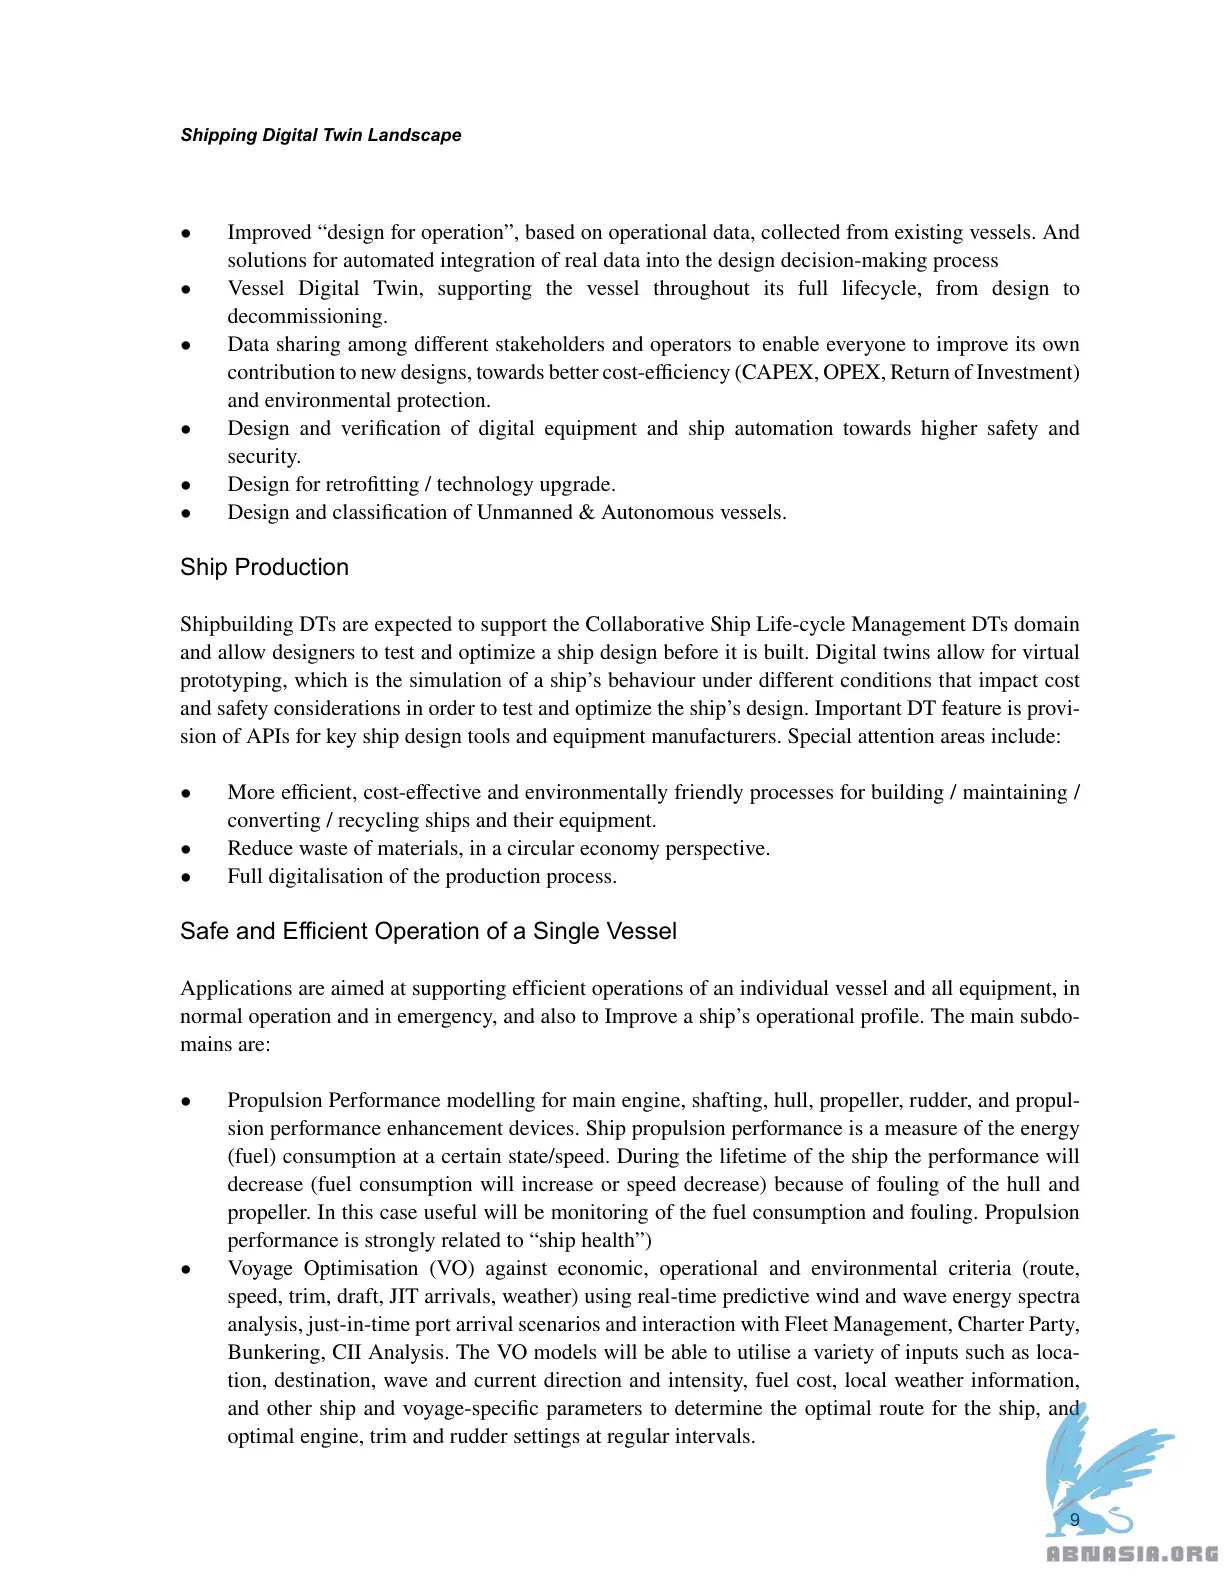 Shipping Digital Twin Landscape
● Improved “design for operation”, based on operational data, collected from existing vessels. And
solutions for automated integration of real data into the design decision-making process
● Vessel Digital Twin, supporting the vessel throughout its full lifecycle, from design to
decommissioning.
● Data sharing among different stakeholders and operators to enable everyone to improve its own
contribution to new designs, towards better cost-efficiency (CAPEX, OPEX, Return of Investment)
and environmental protection.
● Design and verification of digital equipment and ship automation towards higher safety and
security.
● Design for retrofitting / technology upgrade.
● Design and classification of Unmanned & Autonomous vessels.
Ship Production
Shipbuilding DTs are expected to support the Collaborative Ship Life-cycle Management DTs domain
and allow designers to test and optimize a ship design before it is built. Digital twins allow for virtual
prototyping, which is the simulation of a ship’s behaviour under different conditions that impact cost
and safety considerations in order to test and optimize the ship’s design. Important DT feature is provi-
sion of APIs for key ship design tools and equipment manufacturers. Special attention areas include:
● More efficient, cost-effective and environmentally friendly processes for building / maintaining /
converting / recycling ships and their equipment.
● Reduce waste of materials, in a circular economy perspective.
● Full digitalisation of the production process.
Safe and Efficient Operation of a Single Vessel
Applications are aimed at supporting efficient operations of an individual vessel and all equipment, in
normal operation and in emergency, and also to Improve a ship’s operational profile. The main subdo-
mains are:
● Propulsion Performance modelling for main engine, shafting, hull, propeller, rudder, and propul-
sion performance enhancement devices. Ship propulsion performance is a measure of the energy
(fuel) consumption at a certain state/speed. During the lifetime of the ship the performance will
decrease (fuel consumption will increase or speed decrease) because of fouling of the hull and
propeller. In this case useful will be monitoring of the fuel consumption and fouling. Propulsion
performance is strongly related to “ship health”)
● Voyage Optimisation (VO) against economic, operational and environmental criteria (route,
speed, trim, draft, JIT arrivals, weather) using real-time predictive wind and wave energy spectra
analysis, just-in-time port arrival scenarios and interaction with Fleet Management, Charter Party,
Bunkering, CII Analysis. The VO models will be able to utilise a variety of inputs such as loca-
tion, destination, wave and current direction and intensity, fuel cost, local weather information,
and other ship and voyage-specific parameters to determine the optimal route for the ship, and
optimal engine, trim and rudder settings at regular intervals.
9
ABNASIA.ORG